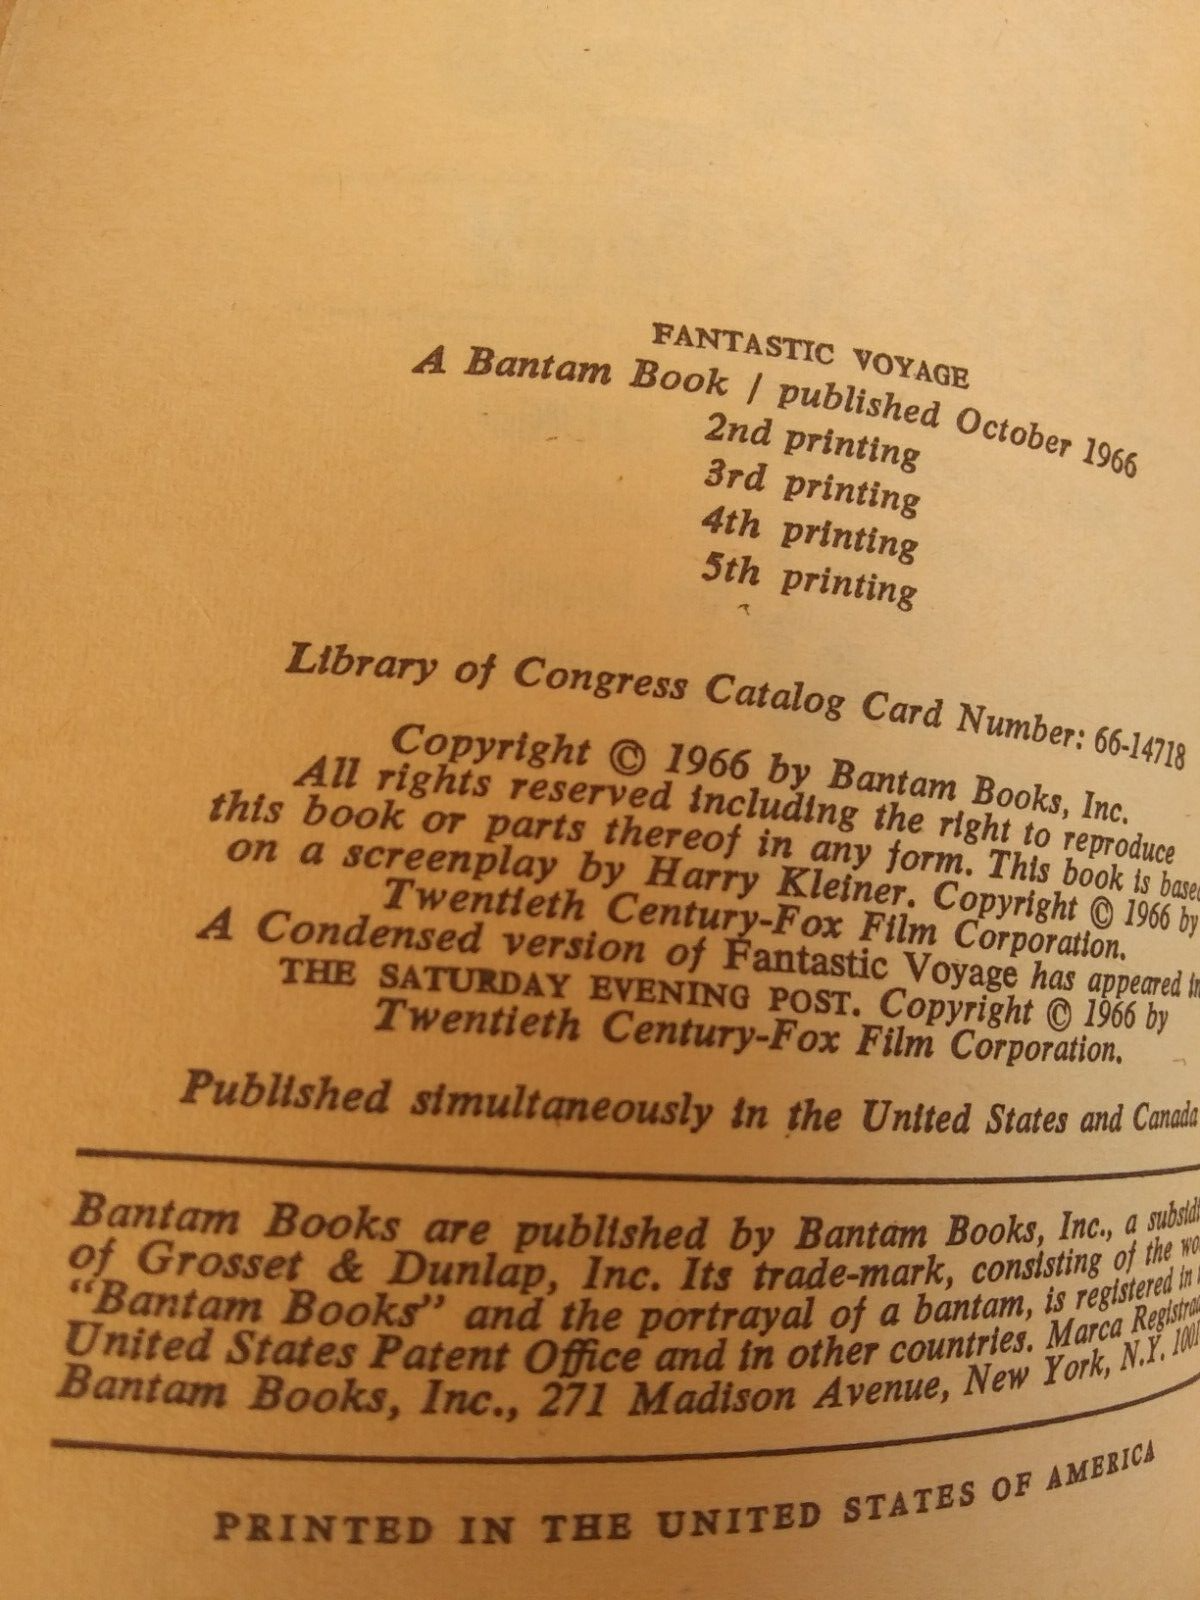 FANTASTIC VOYAGE
A Bantam Book / published October 1966
2nd printing
3rd printing
4th printing
5th printing
Library of Congress Catalog Card Number: 66-14718
Copyright © 1966 by Bantam Books, Inc.
All rights reserved including the right to reproduce
this book or parts thereof in any form. This book is based
on a screenplay by Harry Kleiner. Copyright © 1966 by
Twentieth Century-Fox Film Corporation.
A Condensed version of Fantastic Voyage has appeared in
THE SATURDAY EVENING POST. Copyright © 1966 by
Twentieth Century-Fox Film Corporation.
Published simultaneously in the United States and Canada
Bantam Books are published by Bantam Books, Inc., a
of Grosset & Dunlap, Inc. Its trade-mark, consisting of the
"Bantam Books" and the portrayal of a bantam, is registered in
United States Patent Office and in other countries. Marca
Bantam Books, Inc., 271 Madison Avenue, New York, N.Y.
PRINTED IN THE UNITED STATES OF AMERICA